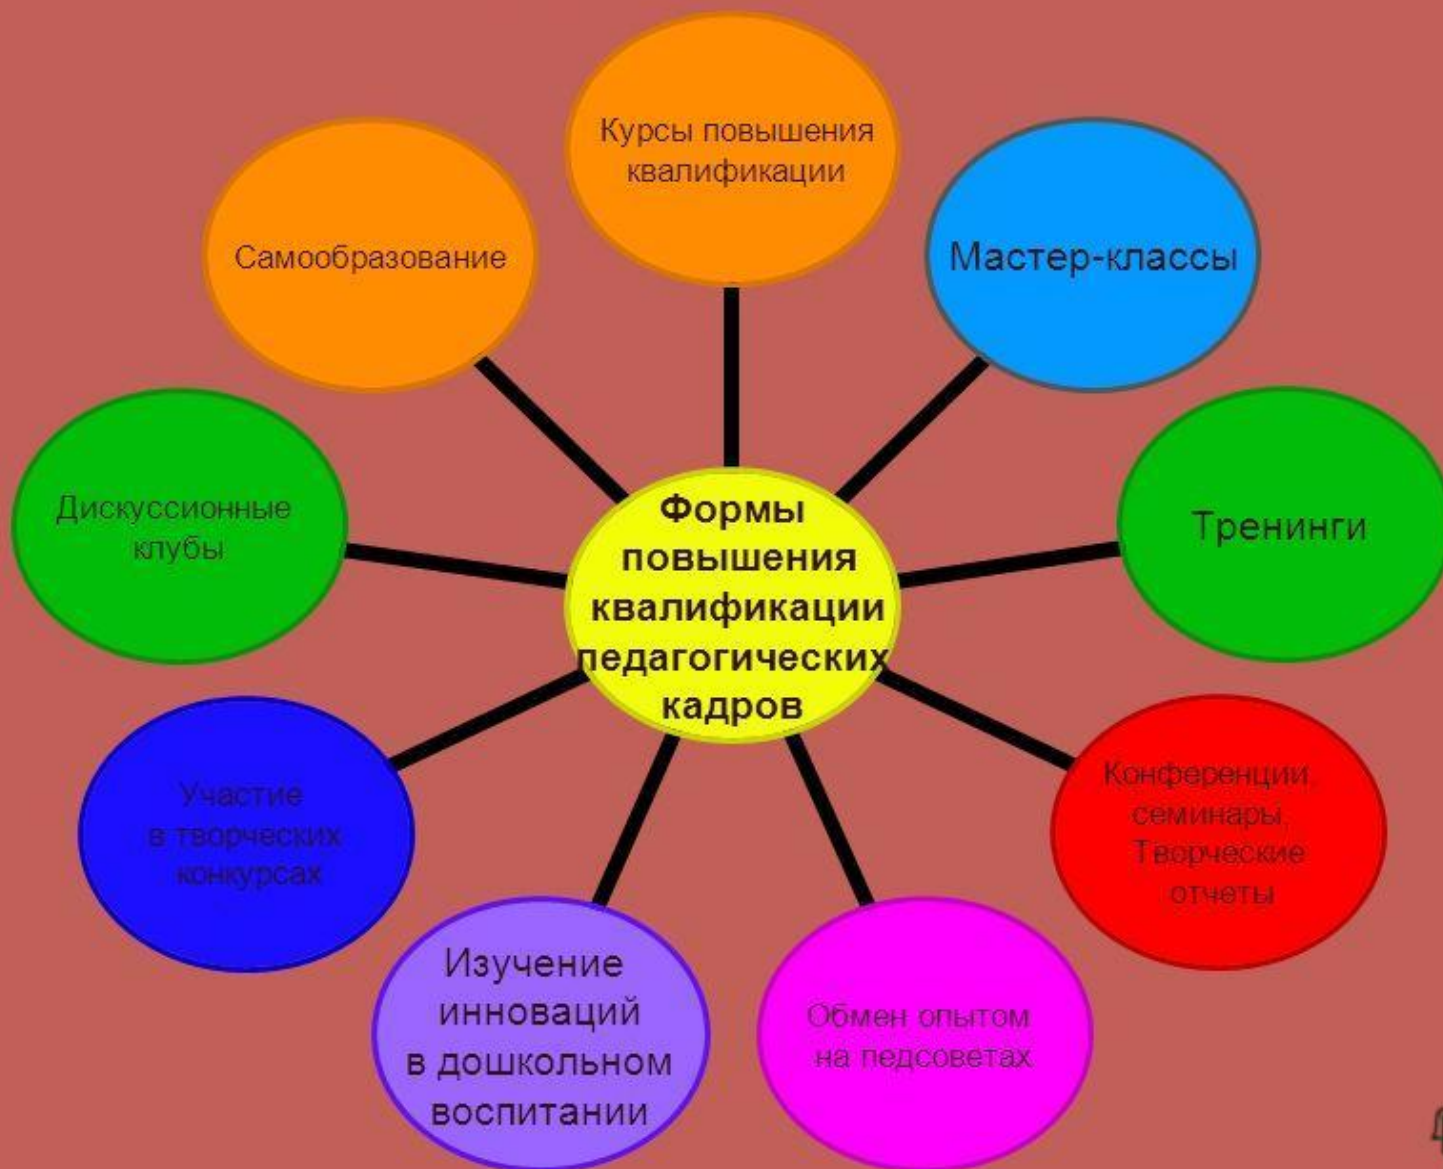 Курсы повышения
квалификации
Мастер-классы
Тренинги
Конференции,
семинары,
Творческие
отчеты
Обмен опытом
на педсоветах
Изучение
инноваций
в дошкольном
воспитании
Участие
в творческих
конкурсах
Дискуссионные
клубы
Самообразование
Формы
повышения
квалификации
педагогических
кадров